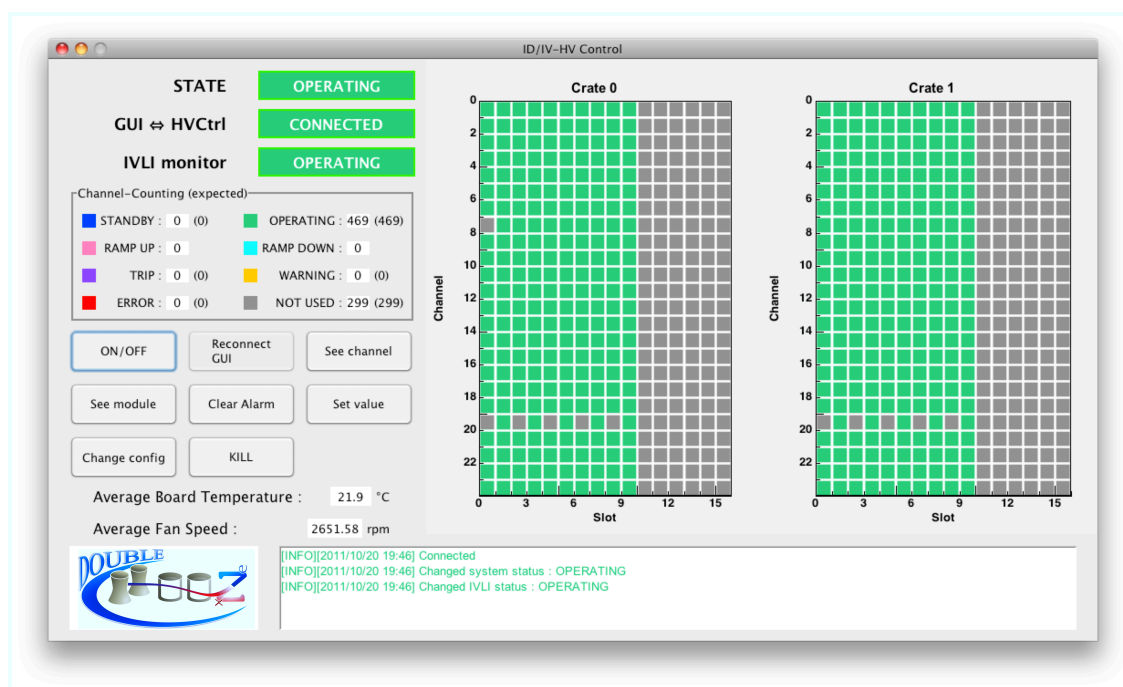 ID/IV-HV Control
STATE OPERATING
GUI ⇔ HVCtrl CONNECTED
IVLI monitor OPERATING
Channel-Counting (expected)
STANDBY : 0 (0) OPERATING : 469 (469)
RAMP UP : 0 RAMP DOWN : 0
TRIP : 0 (0) WARNING : 0 (0)
ERROR : 0 (0) NOT USED : 299 (299)
ON/OFF
Reconnect
GUI
See channel
See module
Clear Alarm
Set value
Change config
KILL
Average Board Temperature : 21.9 °C
Average Fan Speed : 2651.58 rpm
Crate 0
Channel
0
2
4
6
8
10
12
14
16
18
20
22
0 3 6 9 12 15
Slot
Crate 1
Channel
0
2
4
6
8
10
12
14
16
18
20
22
0 3 6 9 12 15
Slot
DOUBLE
CHOOZ
[INFO][2011/10/20 19:46] Connected
[INFO][2011/10/20 19:46] Changed system status : OPERATING
[INFO][2011/10/20 19:46] Changed IVLI status : OPERATING